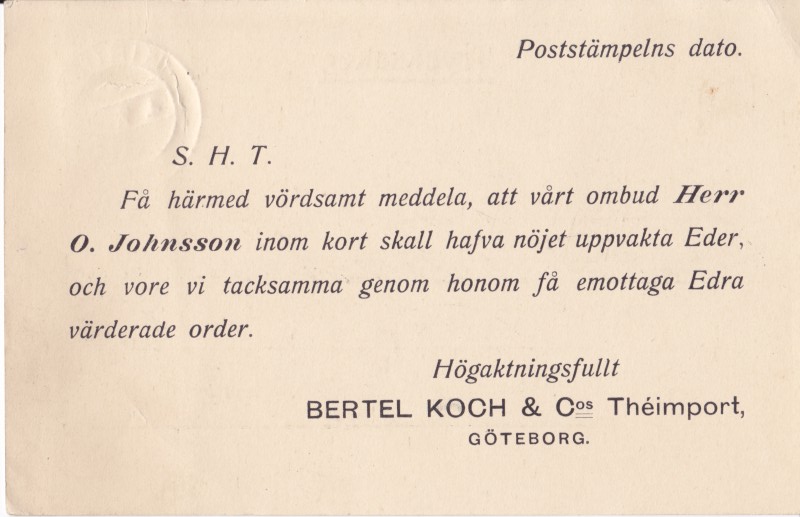 Poststämpelns dato.
S. H. T.
Få härmed vördsamt meddela, att vårt ombud Herr
O. Johnsson inom kort skall hafva nöjet uppvakta Eder,
och vore vi tacksamma genom honom få emottaga Edra
värderade order.
Högaktningsfullt
BERTEL KOCH & Cos Théimport,
GÖTEBORG.